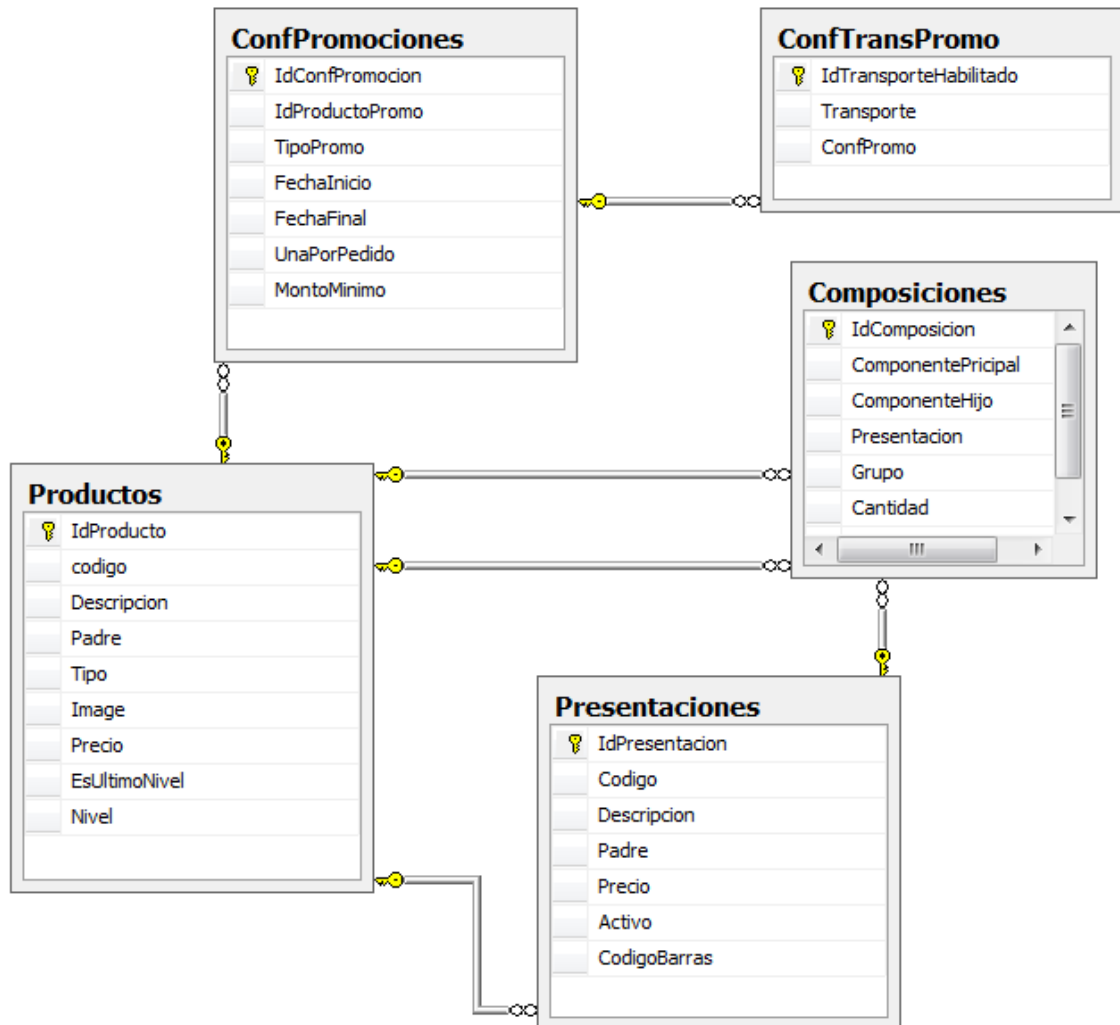 ConfPromociones
IdConfPromocion
IdProductoPromo
TipoPromo
FechaInicio
FechaFinal
UnaPorPedido
MontoMinimo
ConfTransPromo
IdTransporteHabilitado
Transporte
ConfPromo
Composiciones
IdComposicion
ComponentePricipal
ComponenteHijo
Presentacion
Grupo
Cantidad
Productos
IdProducto
codigo
Descripcion
Padre
Tipo
Image
Precio
EsUltimoNivel
Nivel
Presentaciones
IdPresentacion
Codigo
Descripcion
Padre
Precio
Activo
CodigoBarras